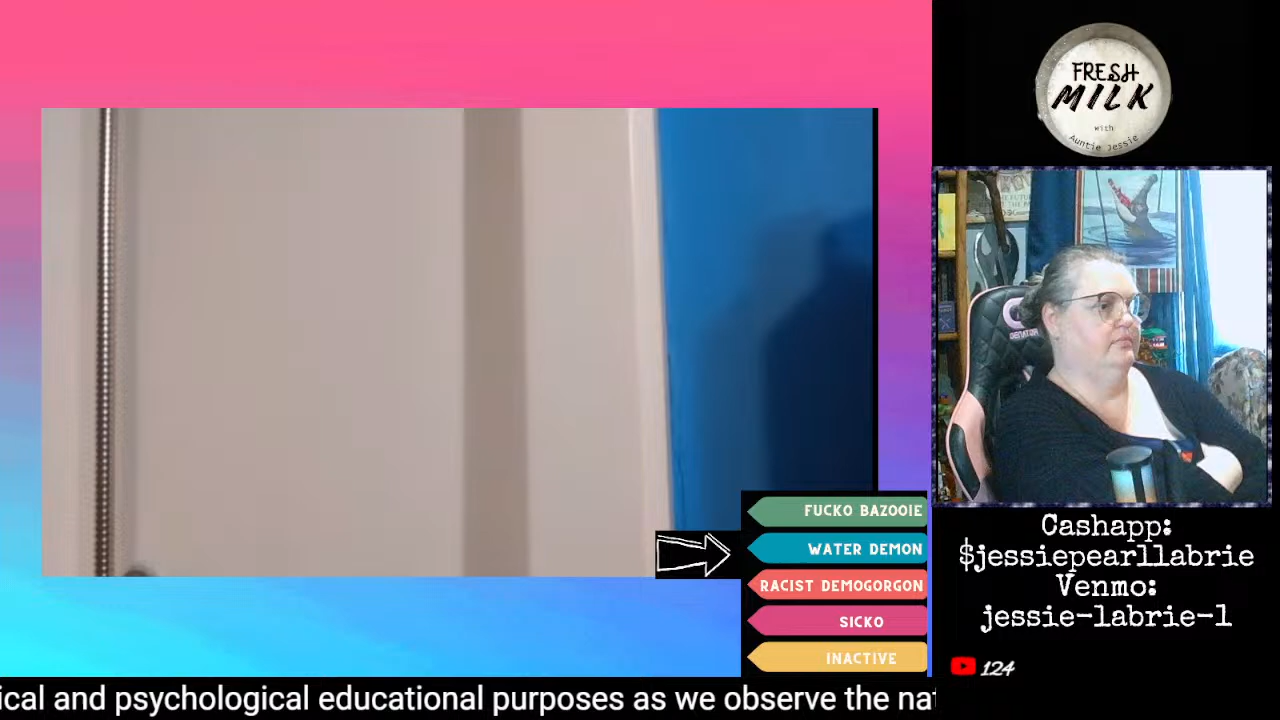 FRESH
MILK
with
Auntie Jessie
FUCKO BAZOOIE
WATER DEMON
RACIST DEMOGORGON
SICKO
INACTIVE
Cashapp:
$jessiepearllabrie
Venmo:
jessie-labrie-1
124
ical and psychological educational purposes as we observe the nat